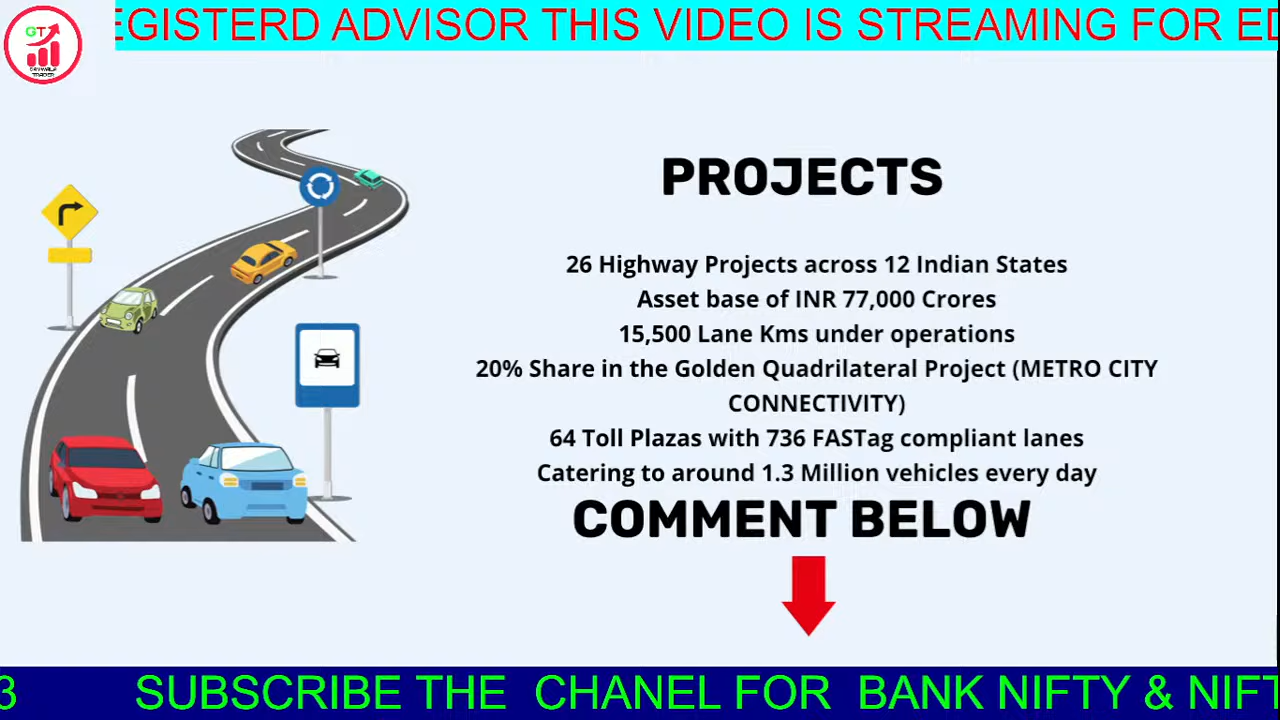 EGISTERD ADVISOR THIS VIDEO IS STREAMING FOR ED
GT
TRADER
PROJECTS
26 Highway Projects across 12 Indian States
Asset base of INR 77,000 Crores
15,500 Lane Kms under operations
20% Share in the Golden Quadrilateral Project (METRO CITY
CONNECTIVITY)
64 Toll Plazas with 736 FASTag compliant lanes
Catering to around 1.3 Million vehicles every day
COMMENT BELOW
3 SUBSCRIBE THE CHANEL FOR BANK NIFTY & NIFT